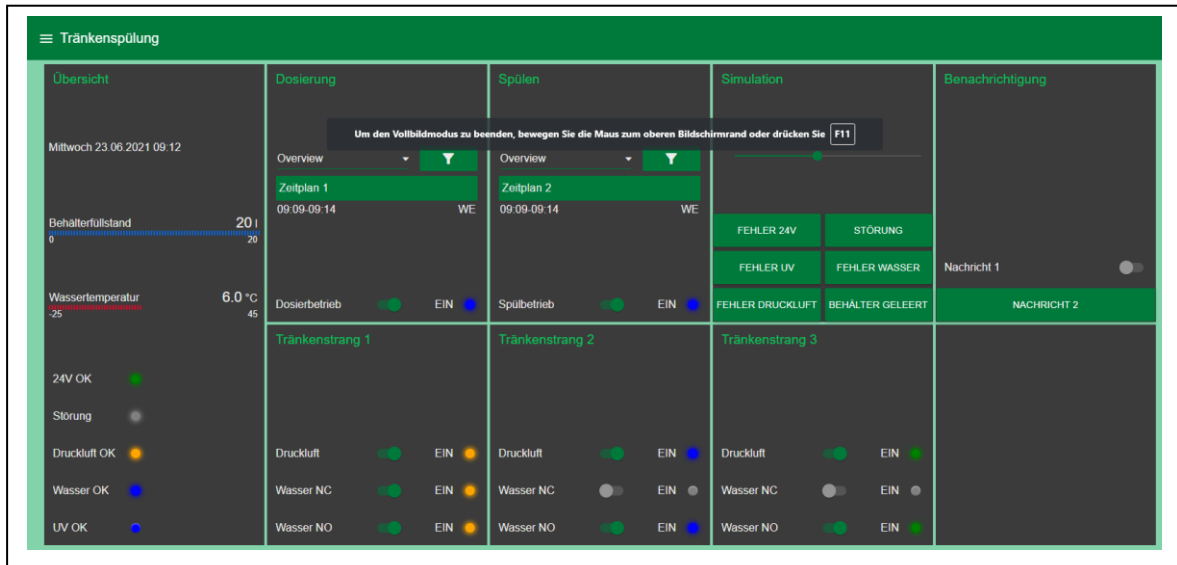 Tränkenspülung
Übersicht
Mittwoch 23.06.2021 09:12
Behälterfüllstand 20 l
0 20
Wassertemperatur 6.0 °C
-25 45
24V OK
Störung
Druckluft OK
Wasser OK
UV OK
Dosierung
Um den Vollbildmodus zu beenden, bewegen Sie die Maus zum oberen Bildschirmrand oder drücken Sie F11
Overview
Zeitplan 1
09:09-09:14 WE
Dosierbetrieb EIN
Spülen
Overview
Zeitplan 2
09:09-09:14 WE
Spülbetrieb EIN
Simulation
FEHLER 24V STÖRUNG
FEHLER UV FEHLER WASSER
FEHLER DRUCKLUFT BEHÄLTER GELEERT
Benachrichtigung
Nachricht 1
NACHRICHT 2
Tränkenstrang 1
Druckluft EIN
Wasser NC EIN
Wasser NO EIN
Tränkenstrang 2
Druckluft EIN
Wasser NC EIN
Wasser NO EIN
Tränkenstrang 3
Druckluft EIN
Wasser NC EIN
Wasser NO EIN